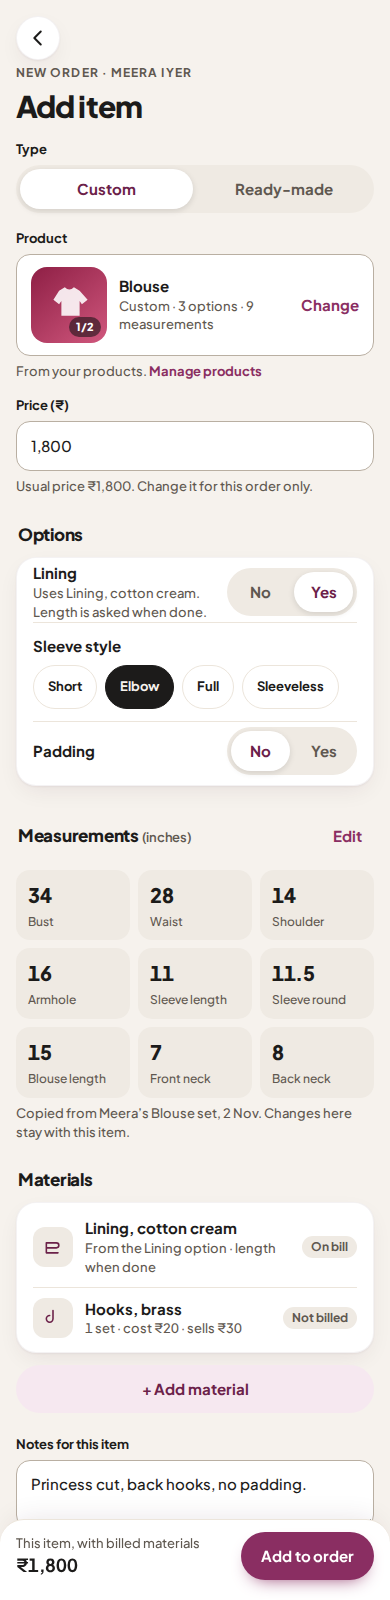 NEW ORDER · MEERA IYER
Add item
Type
Custom
Ready-made
Product
Blouse
Custom · 3 options · 9
measurements
1/2
Change
From your products. Manage products
Price (₹)
1,800
Usual price ₹1,800. Change it for this order only.
Options
Lining
Uses Lining, cotton cream.
Length is asked when done.
No
Yes
Sleeve style
Short
Elbow
Full
Sleeveless
Padding
No
Yes
Measurements (inches)
Edit
34
Bust
28
Waist
14
Shoulder
16
Armhole
11
Sleeve length
11.5
Sleeve round
15
Blouse length
7
Front neck
8
Back neck
Copied from Meera's Blouse set, 2 Nov. Changes here
stay with this item.
Materials
Lining, cotton cream
From the Lining option · length
when done
On bill
Hooks, brass
1 set · cost ₹20 · sells ₹30
Not billed
+ Add material
Notes for this item
Princess cut, back hooks, no padding.
This item, with billed materials
₹1,800
Add to order